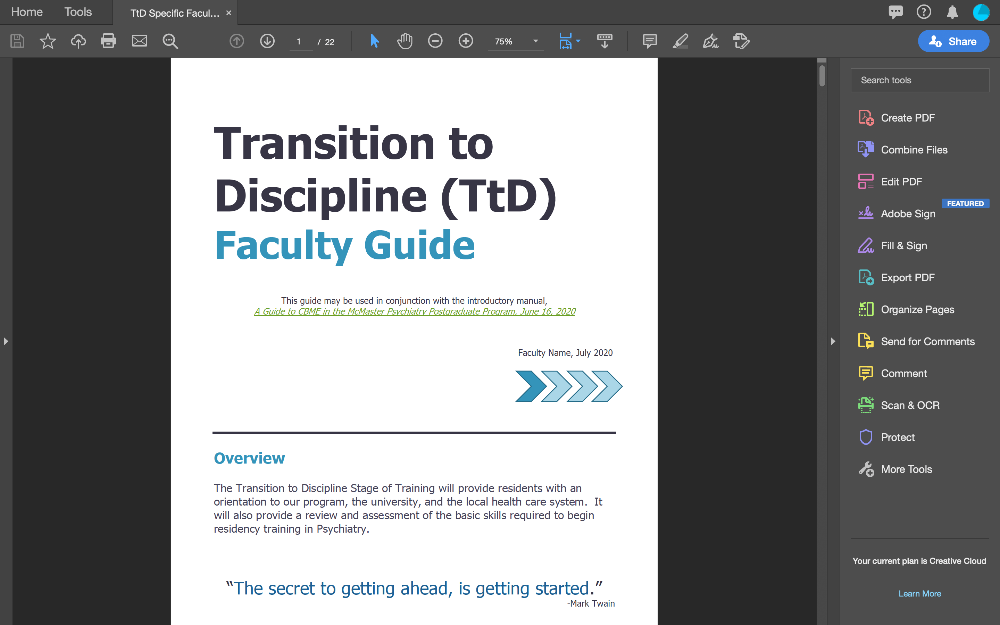 Home Tools TtD Specific Facul... ×
1 / 22 75% Share
Search tools
Create PDF
Combine Files
Edit PDF
FEATURED
Adobe Sign
Fill & Sign
Export PDF
Organize Pages
Send for Comments
Comment
Scan & OCR
Protect
More Tools
Your current plan is Creative Cloud
Learn More
Transition to
Discipline (TtD)
Faculty Guide
This guide may be used in conjunction with the introductory manual,
A Guide to CBME in the McMaster Psychiatry Postgraduate Program, June 16, 2020
Faculty Name, July 2020
Overview
The Transition to Discipline Stage of Training will provide residents with an
orientation to our program, the university, and the local health care system.  It
will also provide a review and assessment of the basic skills required to begin
residency training in Psychiatry.
“The secret to getting ahead, is getting started.”
-Mark Twain